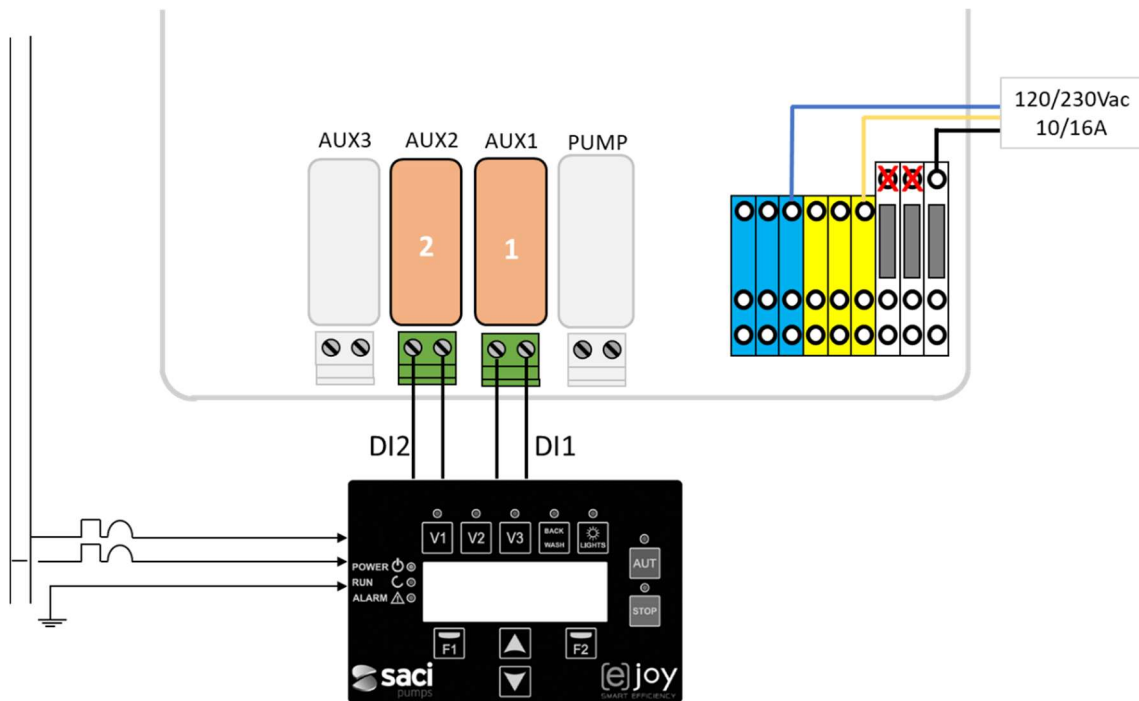 120/230Vac
10/16A
AUX3
AUX2
AUX1
PUMP
2
1
DI2
DI1
V1
V2
V3
BACK
WASH
LIGHTS
POWER
RUN
ALARM
AUT
STOP
F1
F2
saci
pumps
[e]joy
SMART EFFICIENCY